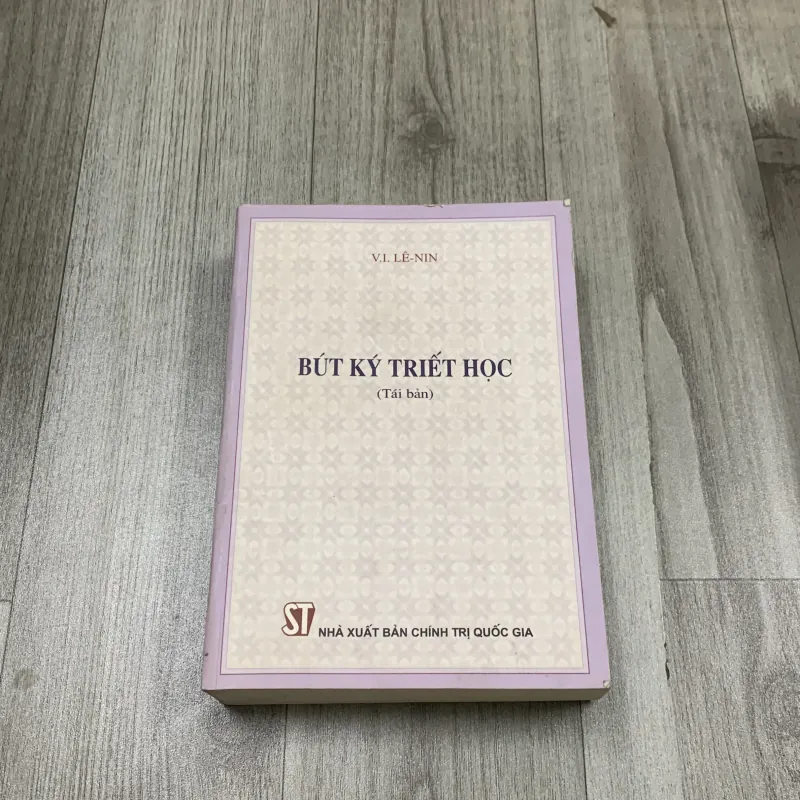 V.I. LÊ-NIN
BÚT KÝ TRIẾT HỌC
(Tái bản)
ST NHÀ XUẤT BẢN CHÍNH TRỊ QUỐC GIA